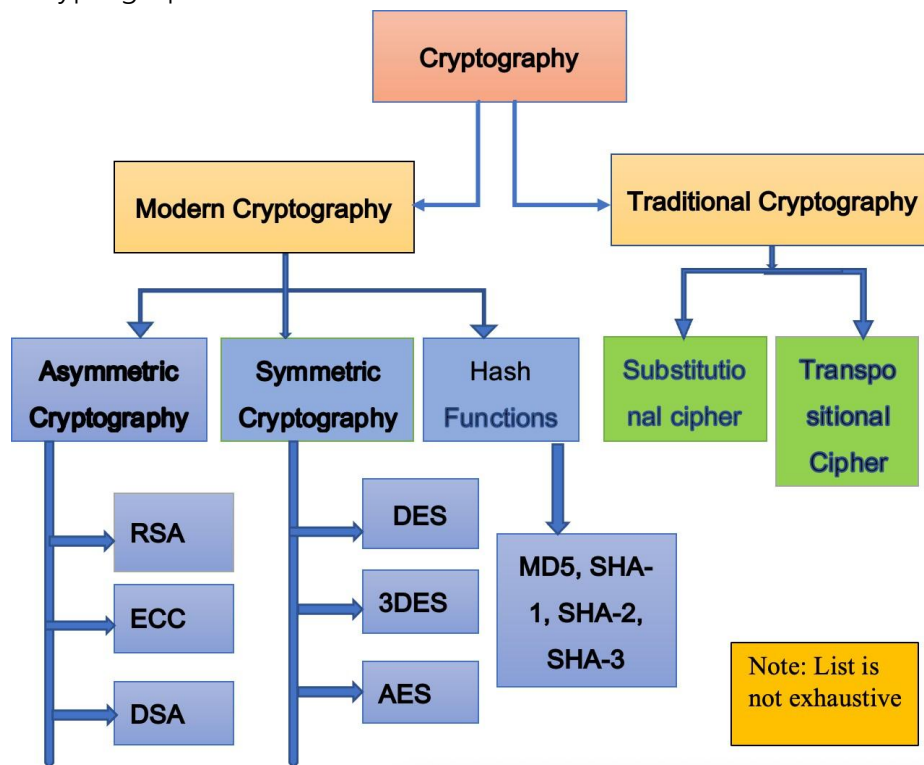 Cryptography
Modern Cryptography
Traditional Cryptography
Asymmetric
Cryptography
Symmetric
Cryptography
Hash
Functions
Substitutio
nal cipher
Transpo
sitional
Cipher
RSA
ECC
DSA
DES
3DES
AES
MD5, SHA-
1, SHA-2,
SHA-3
Note: List is
not exhaustive